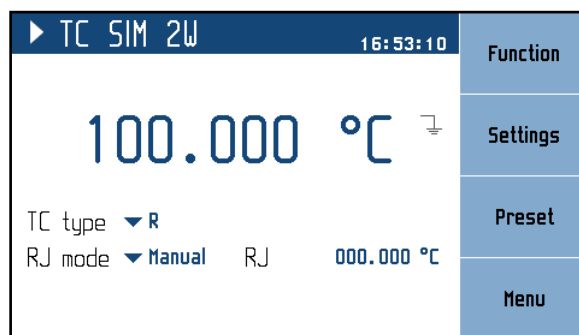 TC SIM 2W 16:53:10
Function
100.000 °C
Settings
TC type R
Preset
RJ mode Manual RJ 000.000 °C
Menu